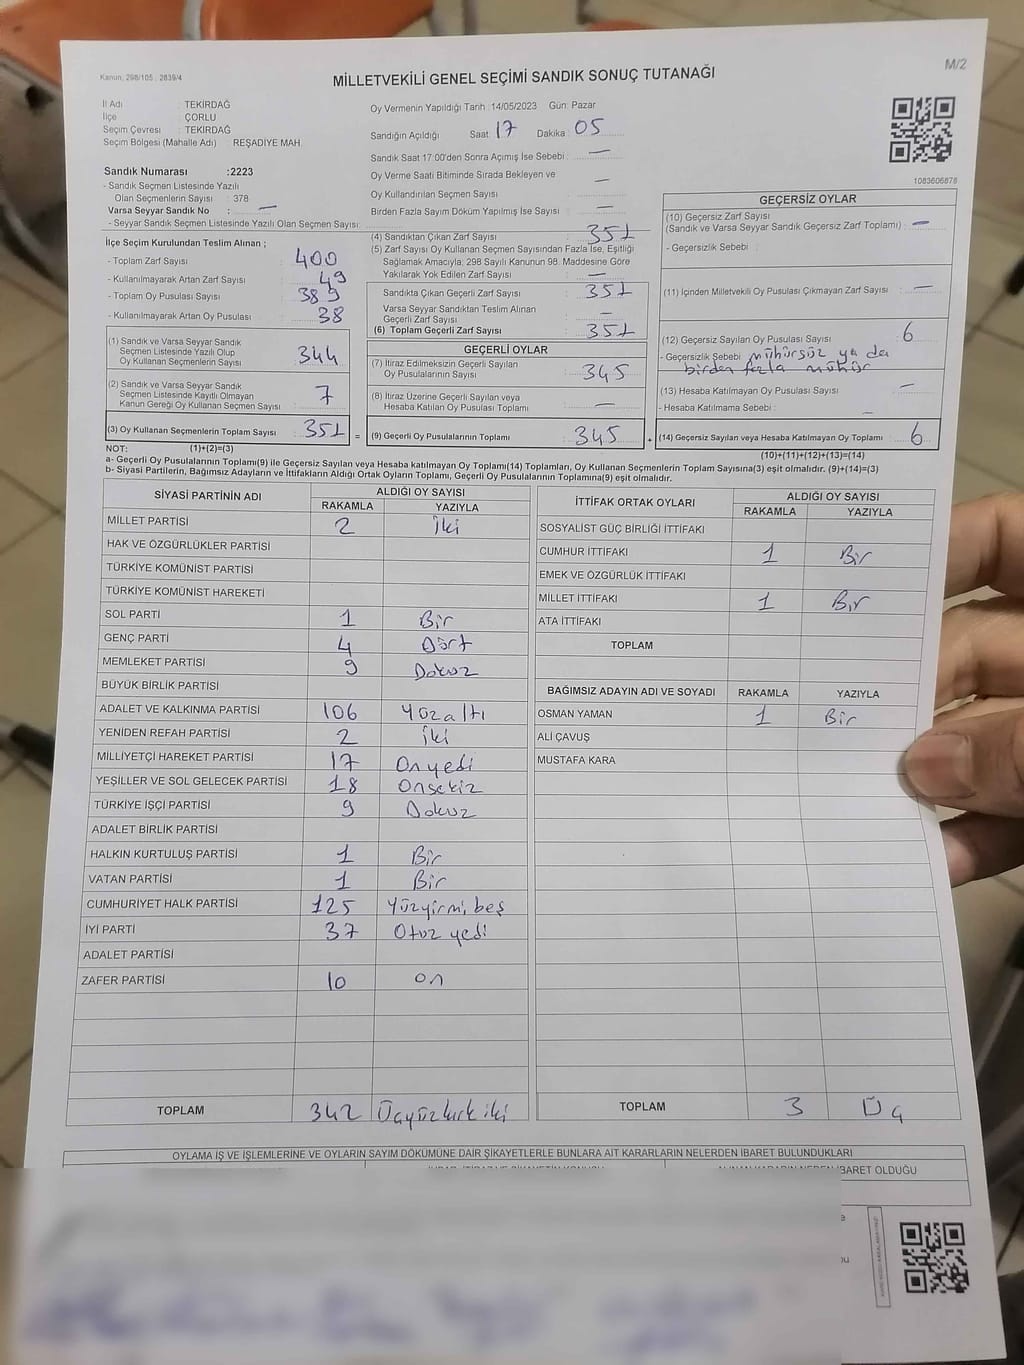 Kanun; 298/105 ; 2839/4
M/2
MİLLETVEKİLİ GENEL SEÇİMİ SANDIK SONUÇ TUTANAĞI
İl Adı : TEKİRDAĞ
İlçe : ÇORLU
Seçim Çevresi : TEKİRDAĞ
Seçim Bölgesi (Mahalle Adı) REŞADİYE MAH.
Sandık Numarası :2223
- Sandık Seçmen Listesinde Yazılı
Olan Seçmenlerin Sayısı : 378
Varsa Seyyar Sandık No : —
- Seyyar Sandık Seçmen Listesinde Yazılı Olan Seçmen Sayısı:
Oy Vermenin Yapıldığı Tarih : 14/05/2023 Gün: Pazar
Sandığın Açıldığı Saat 17 Dakika : 05
Sandık Saat 17:00'den Sonra Açımış İse Sebebi : —
Oy Verme Saati Bitiminde Sırada Bekleyen ve
Oy Kullandırılan Seçmen Sayısı : —
Birden Fazla Sayım Döküm Yapılmış İse Sayısı : —
1083606878
İlçe Seçim Kurulundan Teslim Alınan ;
- Toplam Zarf Sayısı : 400
- Kullanılmayarak Artan Zarf Sayısı : 49
- Toplam Oy Pusulası Sayısı : 389
- Kullanılmayarak Artan Oy Pusulası : 38
(1) Sandık ve Varsa Seyyar Sandık
Seçmen Listesinde Yazılı Olup
Oy Kullanan Seçmenlerin Sayısı : 344
(2) Sandık ve Varsa Seyyar Sandık
Seçmen Listesinde Kayıtlı Olmayan
Kanun Gereği Oy Kullanan Seçmen Sayısı : 7
(3) Oy Kullanan Seçmenlerin Toplam Sayısı : 351
(4) Sandıktan Çıkan Zarf Sayısı : 351
(5) Zarf Sayısı Oy Kullanan Seçmen Sayısından Fazla İse, Eşitliği
Sağlamak Amacıyla; 298 Sayılı Kanunun 98. Maddesine Göre
Yakılarak Yok Edilen Zarf Sayısı : —
Sandıkta Çıkan Geçerli Zarf Sayısı : 351
Varsa Seyyar Sandıktan Teslim Alınan
Geçerli Zarf Sayısı : —
(6) Toplam Geçerli Zarf Sayısı : 351
GEÇERLİ OYLAR
(7) İtiraz Edilmeksizin Geçerli Sayılan
Oy Pusulalarının Sayısı : 345
(8) İtiraz Üzerine Geçerli Sayılan veya
Hesaba Katılan Oy Pusulası Toplamı : —
= (9) Geçerli Oy Pusulalarının Toplamı : 345
GEÇERSİZ OYLAR
(10) Geçersiz Zarf Sayısı
(Sandık ve Varsa Seyyar Sandık Geçersiz Zarf Toplamı) : —
- Geçersizlik Sebebi :
(11) İçinden Milletvekili Oy Pusulası Çıkmayan Zarf Sayısı : —
(12) Geçersiz Sayılan Oy Pusulası Sayısı : 6
- Geçersizlik Sebebi : mühürsüz ya da
birden fazla mühür
(13) Hesaba Katılmayan Oy Pusulası Sayısı : —
- Hesaba Katılmama Sebebi : —
+ (14) Geçersiz Sayılan veya Hesaba Katılmayan Oy Toplamı : 6
NOT: (1)+(2)=(3)
(10)+(11)+(12)+(13)=(14)
a- Geçerli Oy Pusulalarının Toplamı(9) ile Geçersiz Sayılan veya Hesaba katılmayan Oy Toplamı(14) Toplamları, Oy Kullanan Seçmenlerin Toplam Sayısına(3) eşit olmalıdır. (9)+(14)=(3)
b- Siyasi Partilerin, Bağımsız Adayların ve İttifakların Aldığı Ortak Oyların Toplamı, Geçerli Oy Pusulalarının Toplamına(9) eşit olmalıdır.
SİYASİ PARTİNİN ADI ALDIĞI OY SAYISI
RAKAMLA YAZIYLA
MİLLET PARTİSİ 2 İki
HAK VE ÖZGÜRLÜKLER PARTİSİ
TÜRKİYE KOMÜNİST PARTİSİ
TÜRKİYE KOMÜNİST HAREKETİ
SOL PARTİ 1 Bir
GENÇ PARTİ 4 Dört
MEMLEKET PARTİSİ 9 Dokuz
BÜYÜK BİRLİK PARTİSİ
ADALET VE KALKINMA PARTİSİ 106 Yüzaltı
YENİDEN REFAH PARTİSİ 2 İki
MİLLİYETÇİ HAREKET PARTİSİ 17 Onyedi
YEŞİLLER VE SOL GELECEK PARTİSİ 18 Onsekiz
TÜRKİYE İŞÇİ PARTİSİ 9 Dokuz
ADALET BİRLİK PARTİSİ
HALKIN KURTULUŞ PARTİSİ 1 Bir
VATAN PARTİSİ 1 Bir
CUMHURİYET HALK PARTİSİ 125 Yüzyirmi beş
İYİ PARTİ 37 Otuz yedi
ADALET PARTİSİ
ZAFER PARTİSİ 10 on
TOPLAM 342 Üçyüzkırk iki
İTTİFAK ORTAK OYLARI ALDIĞI OY SAYISI
RAKAMLA YAZIYLA
SOSYALİST GÜÇ BİRLİĞİ İTTİFAKI
CUMHUR İTTİFAKI 1 Bir
EMEK VE ÖZGÜRLÜK İTTİFAKI
MİLLET İTTİFAKI 1 Bir
ATA İTTİFAKI
TOPLAM
BAĞIMSIZ ADAYIN ADI VE SOYADI RAKAMLA YAZIYLA
OSMAN YAMAN 1 Bir
ALİ ÇAVUŞ
MUSTAFA KARA
TOPLAM 3 Üç
OYLAMA İŞ VE İŞLEMLERİNE VE OYLARIN SAYIM DÖKÜMÜNE DAİR ŞİKAYETLERLE BUNLARA AİT KARARLARIN NELERDEN İBARET BULUNDUKLARI
OLDUĞU